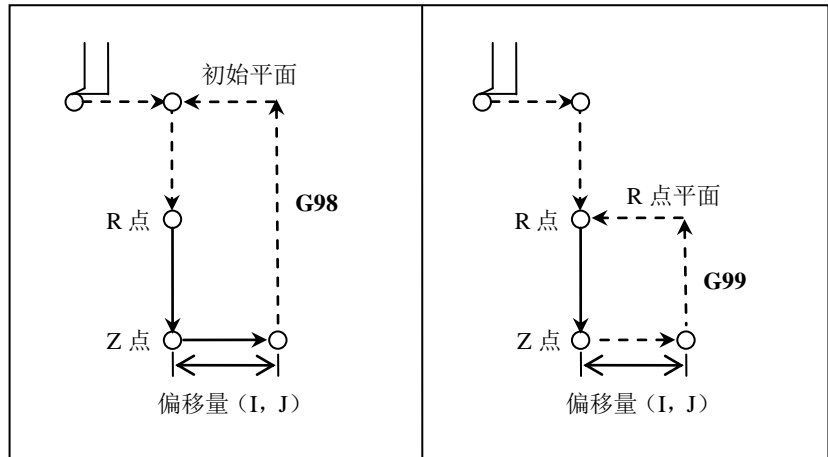 初始平面
G98
R 点
Z 点
偏移量（I，J）
R 点平面
R 点
G99
Z 点
偏移量（I，J）